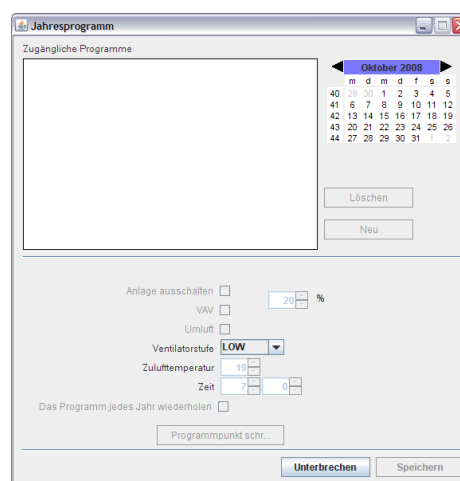 Jahresprogramm
Zugängliche Programme
Oktober 2008
m d m d f s s
40 29 30 1 2 3 4 5
41 6 7 8 9 10 11 12
42 13 14 15 16 17 18 19
43 20 21 22 23 24 25 26
44 27 28 29 30 31 1 2
Löschen
Neu
Anlage ausschalten
20 %
VAV
Umluft
Ventilatorstufe LOW
Zulufttemperatur 19
Zeit 7 0
Das Programm jedes Jahr wiederholen
Programmpunkt schr...
Unterbrechen Speichern